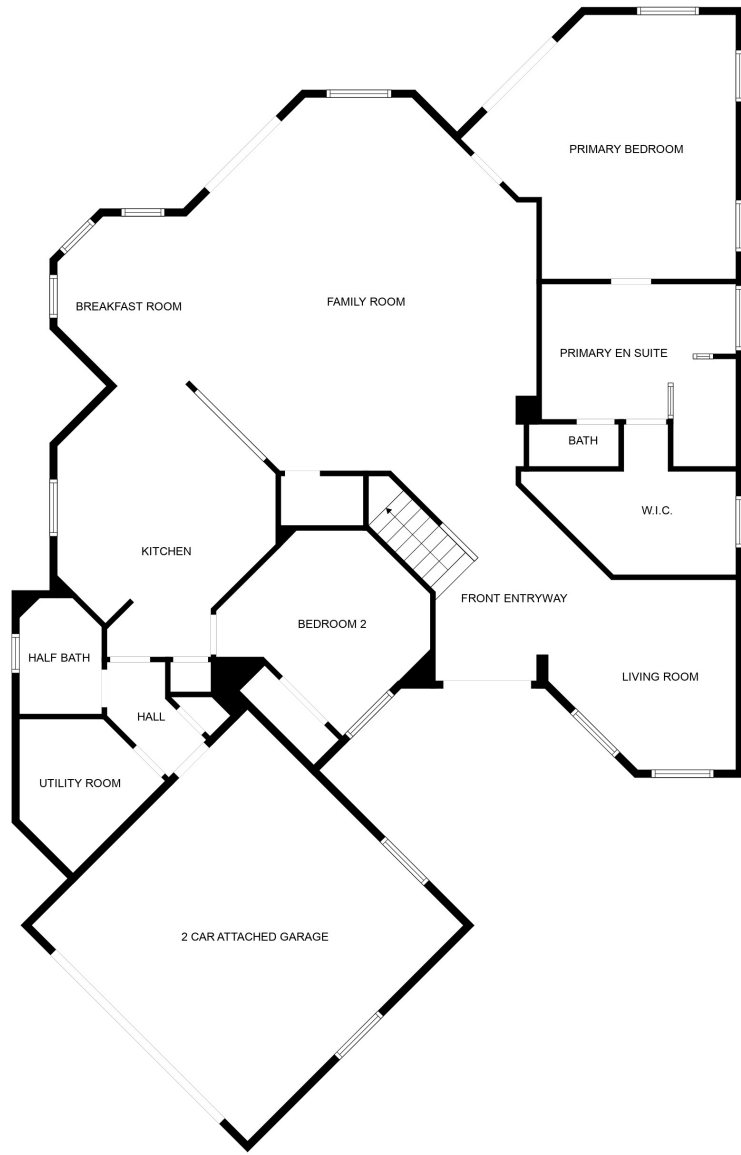 PRIMARY BEDROOM
BREAKFAST ROOM
FAMILY ROOM
PRIMARY EN SUITE
BATH
W.I.C.
KITCHEN
FRONT ENTRYWAY
BEDROOM 2
HALF BATH
LIVING ROOM
HALL
UTILITY ROOM
2 CAR ATTACHED GARAGE